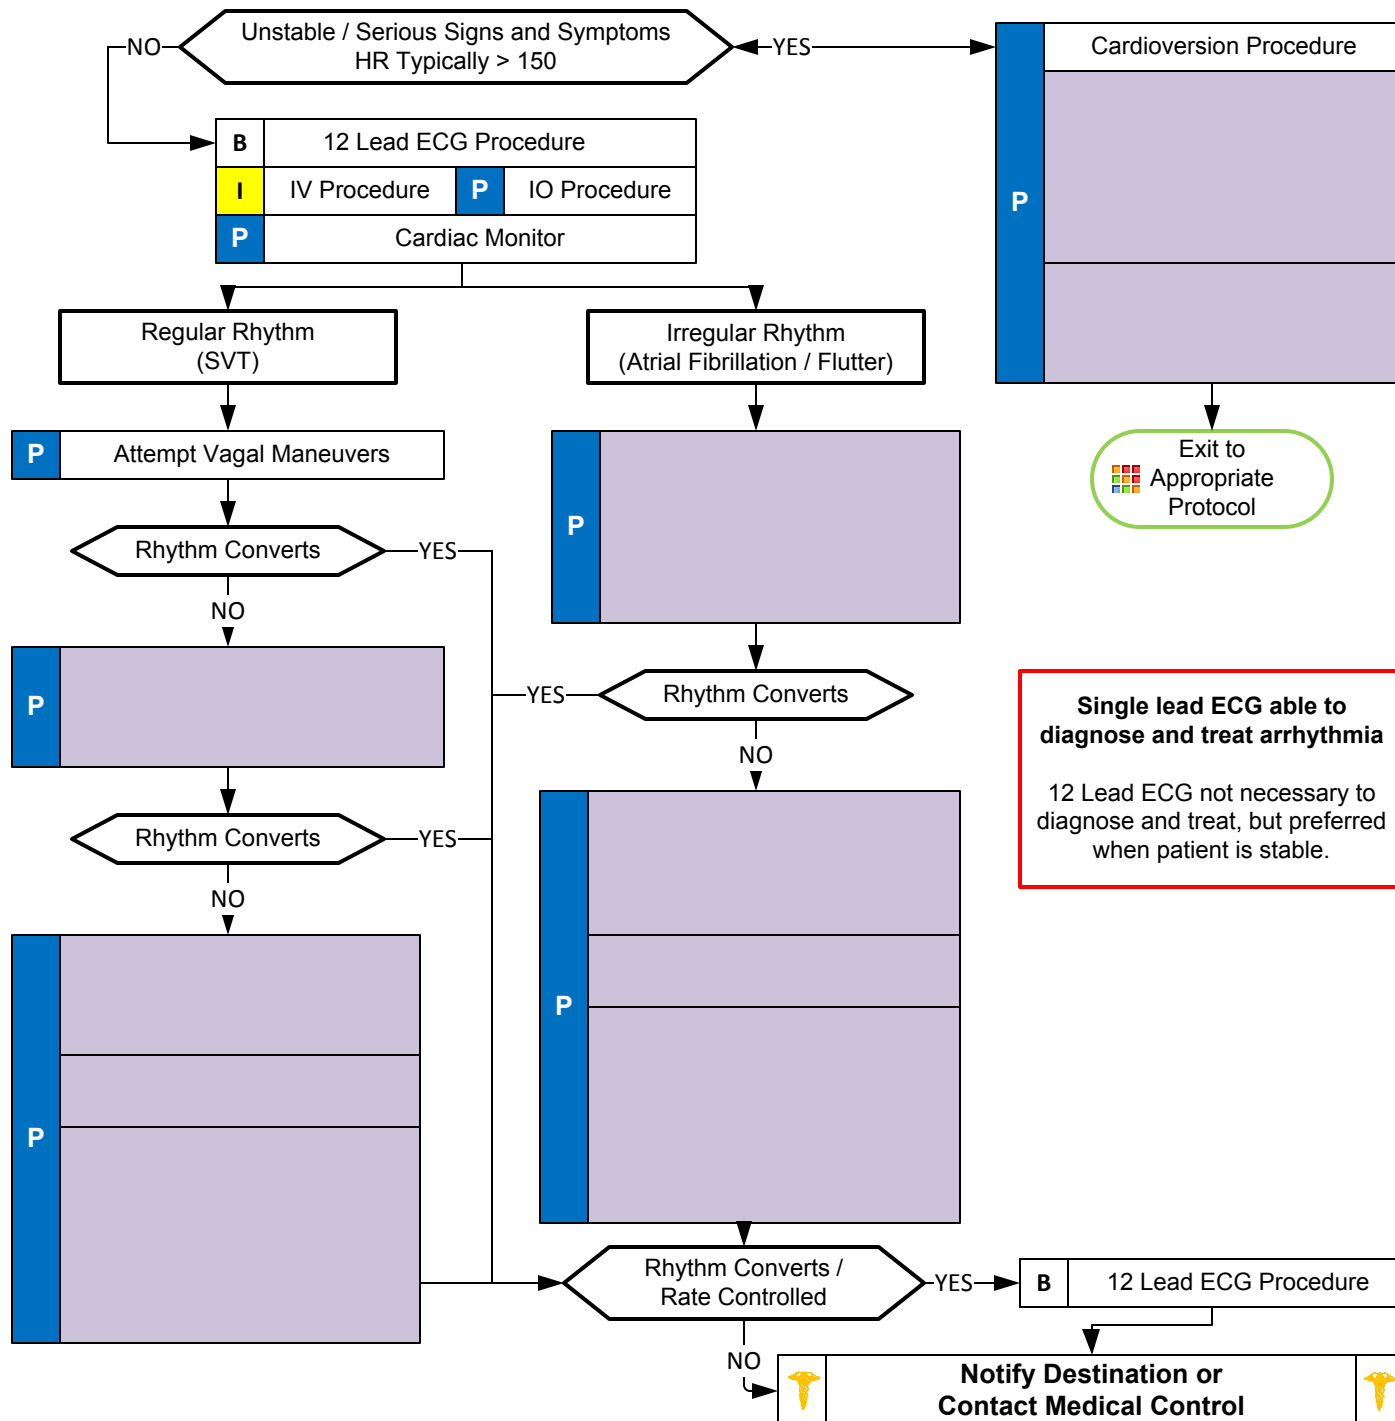 Unstable / Serious Signs and Symptoms
HR Typically > 150
NO
YES
P
Cardioversion Procedure
B
12 Lead ECG Procedure
I
IV Procedure
P
IO Procedure
P
Cardiac Monitor
Regular Rhythm
(SVT)
Irregular Rhythm
(Atrial Fibrillation / Flutter)
P
Attempt Vagal Maneuvers
P
Exit to
Appropriate
Protocol
Rhythm Converts
YES
NO
P
Rhythm Converts
YES
NO
Single lead ECG able to
diagnose and treat arrhythmia
12 Lead ECG not necessary to
diagnose and treat, but preferred
when patient is stable.
Rhythm Converts
YES
NO
P
P
Rhythm Converts /
Rate Controlled
YES
B
12 Lead ECG Procedure
NO
Notify Destination or
Contact Medical Control